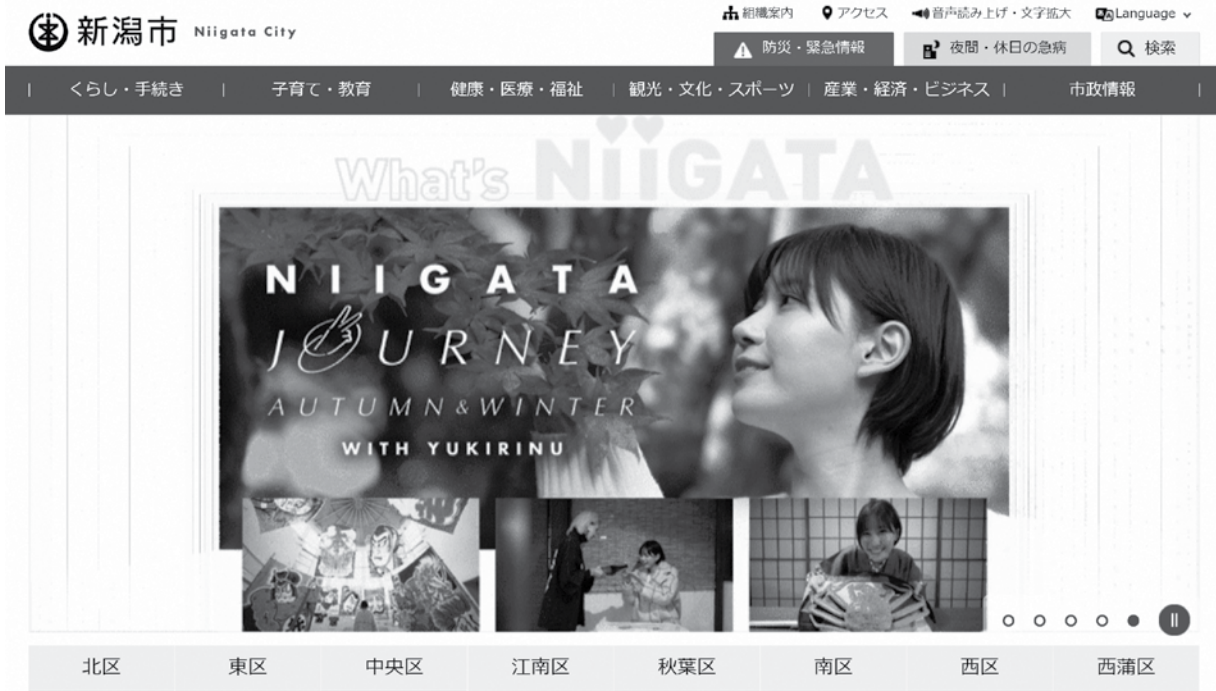 新潟市 Niigata City
組織案内 アクセス 音声読み上げ・文字拡大 Language
防災・緊急情報 夜間・休日の急病 検索
くらし・手続き 子育て・教育 健康・医療・福祉 観光・文化・スポーツ 産業・経済・ビジネス 市政情報
What's NiiGATA
NIIGATA
JOURNEY
AUTUMN & WINTER
WITH YUKIRINU
北区 東区 中央区 江南区 秋葉区 南区 西区 西蒲区